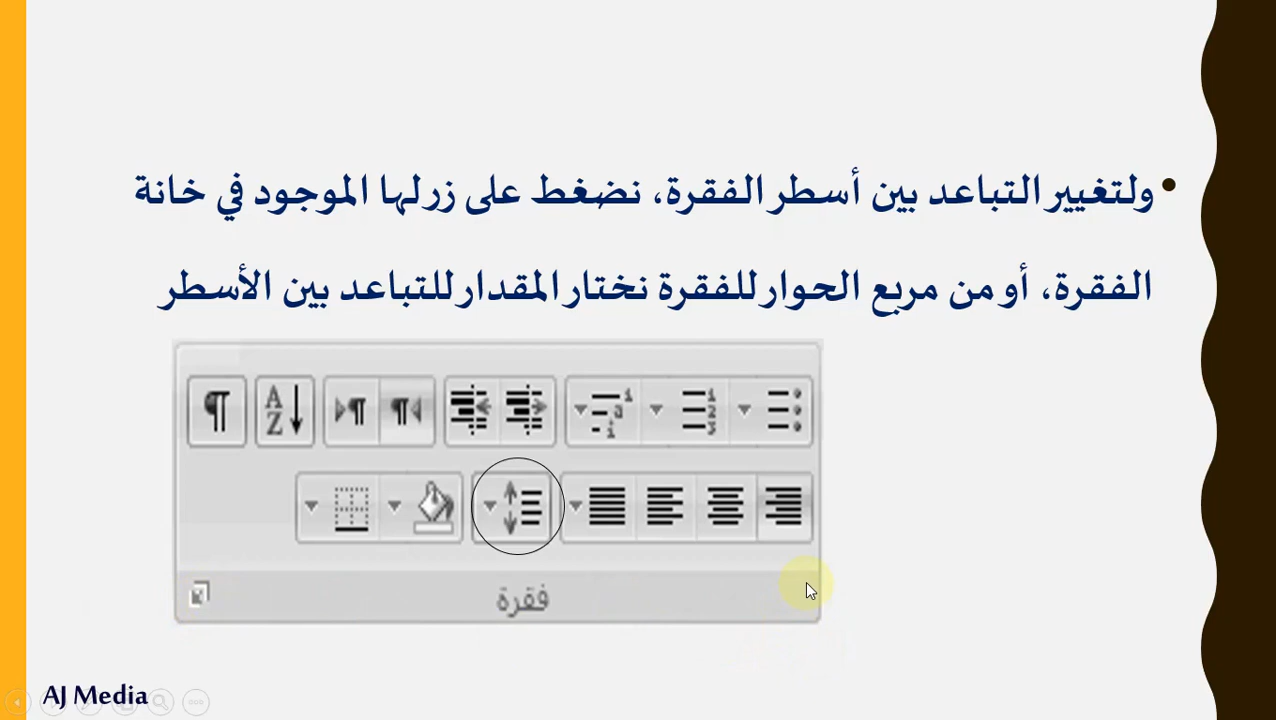 • ولتغيير التباعد بين أسطر الفقرة، نضغط على زرلها الموجود في خانة
الفقرة، أو من مربع الحوار للفقرة نختار المقدار للتباعد بين الأسطر
فقرة
AJ Media